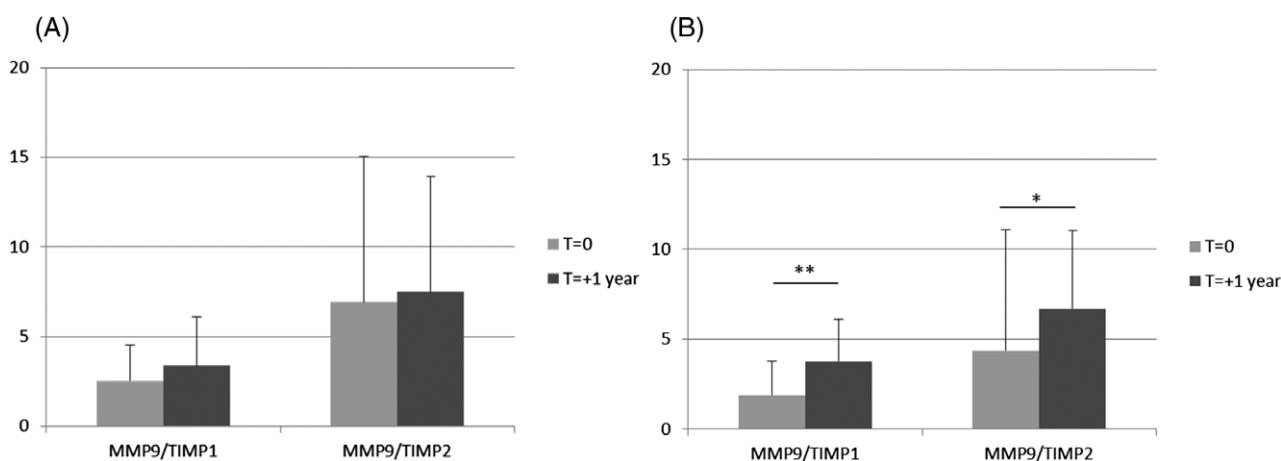 (A)
20
15
10
5
0
MMP9/TIMP1
MMP9/TIMP2
T=0
T=+1 year
(B)
20
15
10
5
0
**
*
MMP9/TIMP1
MMP9/TIMP2
T=0
T=+1 year